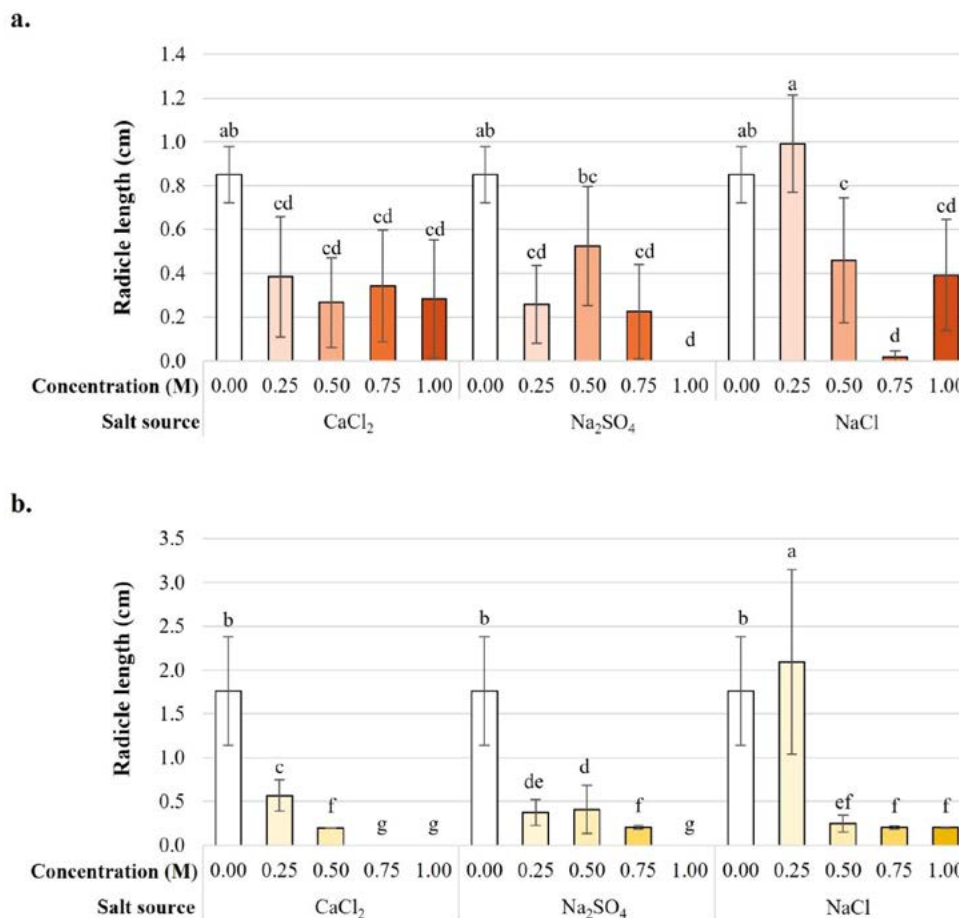 a.
1.4
1.2
1.0
0.8
0.6
0.4
0.2
0.0
Radicle length (cm)
ab cd cd cd cd ab cd bc cd d ab a c d cd
Concentration (M) 0.00 0.25 0.50 0.75 1.00 0.00 0.25 0.50 0.75 1.00 0.00 0.25 0.50 0.75 1.00
Salt source CaCl₂ Na₂SO₄ NaCl
b.
3.5
3.0
2.5
2.0
1.5
1.0
0.5
0.0
Radicle length (cm)
b c f g g b de d f g b a ef f f
Concentration (M) 0.00 0.25 0.50 0.75 1.00 0.00 0.25 0.50 0.75 1.00 0.00 0.25 0.50 0.75 1.00
Salt source CaCl₂ Na₂SO₄ NaCl